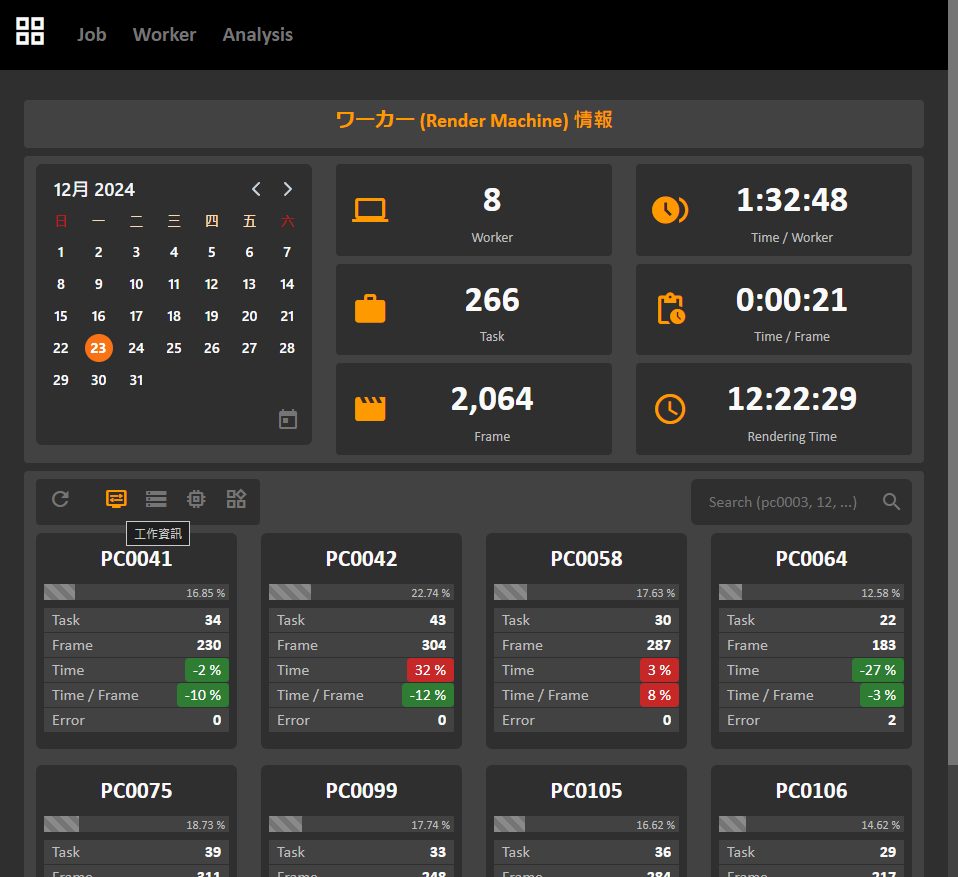 Job Worker Analysis
ワーカー (Render Machine) 情報
12月 2024
日 一 二 三 四 五 六
1 2 3 4 5 6 7
8 9 10 11 12 13 14
15 16 17 18 19 20 21
22 23 24 25 26 27 28
29 30 31
8
Worker
1:32:48
Time / Worker
266
Task
0:00:21
Time / Frame
2,064
Frame
12:22:29
Rendering Time
Search (pc0003, 12, ...)
工作資訊
PC0041
16.85 %
Task 34
Frame 230
Time -2 %
Time / Frame -10 %
Error 0
PC0042
22.74 %
Task 43
Frame 304
Time 32 %
Time / Frame -12 %
Error 0
PC0058
17.63 %
Task 30
Frame 287
Time 3 %
Time / Frame 8 %
Error 0
PC0064
12.58 %
Task 22
Frame 183
Time -27 %
Time / Frame -3 %
Error 2
PC0075
18.73 %
Task 39
Frame 311
PC0099
17.74 %
Task 33
Frame 248
PC0105
16.62 %
Task 36
Frame 284
PC0106
14.62 %
Task 29
Frame 217